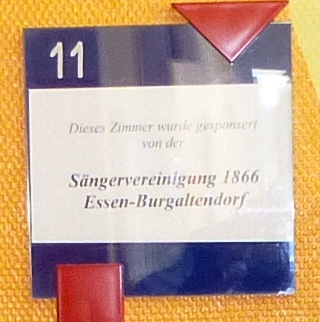 11
Dieses Zimmer wurde gesponsert
von der
Sängervereinigung 1866
Essen-Burgaltendorf